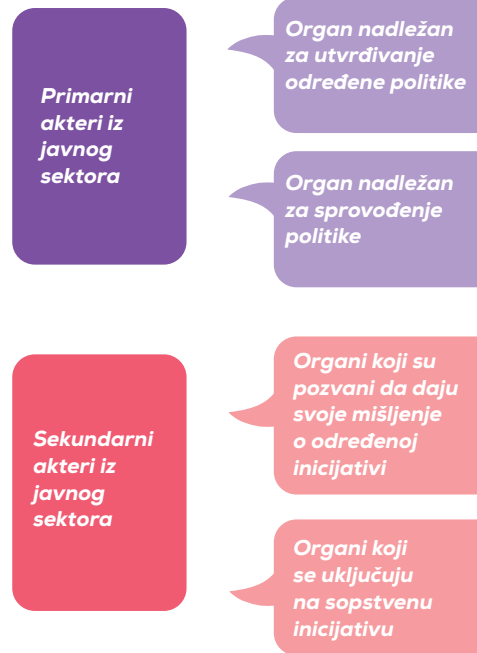 Primarni
akteri iz
javnog
sektora
Organ nadležan
za utvrđivanje
određene politike
Organ nadležan
za sprovođenje
politike
Sekundarni
akteri iz
javnog
sektora
Organi koji su
pozvani da daju
svoje mišljenje
o određenoj
inicijativi
Organi koji
se uključuju
na sopstvenu
inicijativu